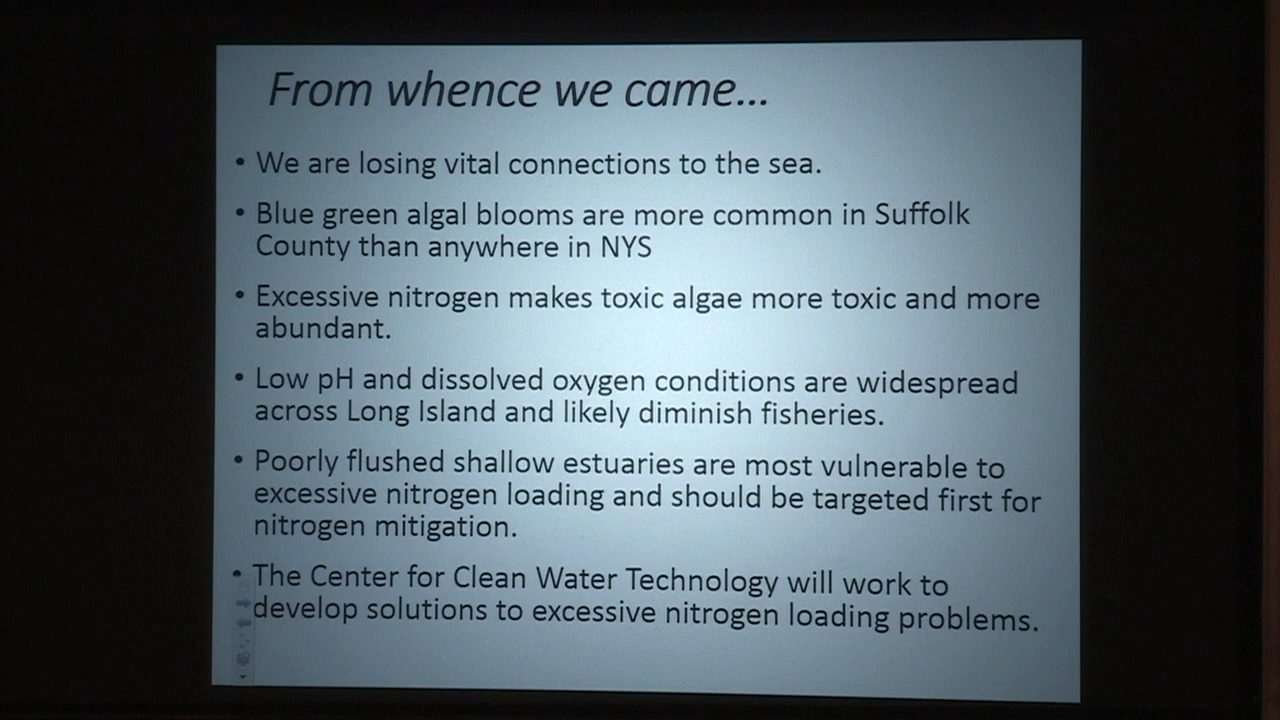 From whence we came...
• We are losing vital connections to the sea.
• Blue green algal blooms are more common in Suffolk
County than anywhere in NYS
• Excessive nitrogen makes toxic algae more toxic and more
abundant.
• Low pH and dissolved oxygen conditions are widespread
across Long Island and likely diminish fisheries.
• Poorly flushed shallow estuaries are most vulnerable to
excessive nitrogen loading and should be targeted first for
nitrogen mitigation.
• The Center for Clean Water Technology will work to
develop solutions to excessive nitrogen loading problems.